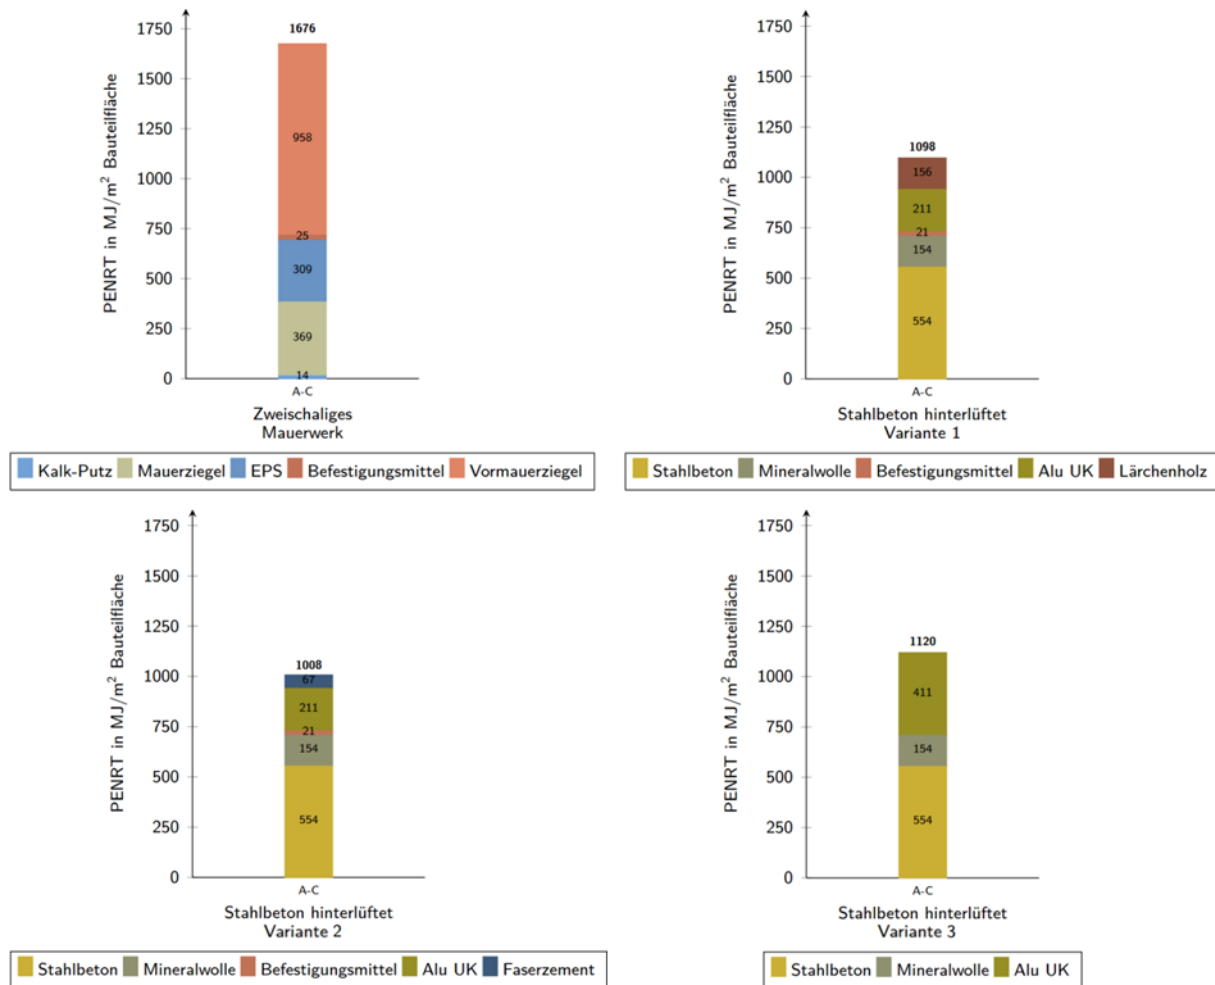 PENRT in MJ/m² Bauteilfläche
1750
1500
1250
1000
750
500
250
0
1676
958
25
309
369
14
A-C
Zweischaliges
Mauerwerk
Kalk-Putz Mauerziegel EPS Befestigungsmittel Vormauerziegel
PENRT in MJ/m² Bauteilfläche
1750
1500
1250
1000
750
500
250
0
1098
156
211
21
154
554
A-C
Stahlbeton hinterlüftet
Variante 1
Stahlbeton Mineralwolle Befestigungsmittel Alu UK Lärchenholz
PENRT in MJ/m² Bauteilfläche
1750
1500
1250
1000
750
500
250
0
1008
67
211
21
154
554
A-C
Stahlbeton hinterlüftet
Variante 2
Stahlbeton Mineralwolle Befestigungsmittel Alu UK Faserzement
PENRT in MJ/m² Bauteilfläche
1750
1500
1250
1000
750
500
250
0
1120
411
154
554
A-C
Stahlbeton hinterlüftet
Variante 3
Stahlbeton Mineralwolle Alu UK